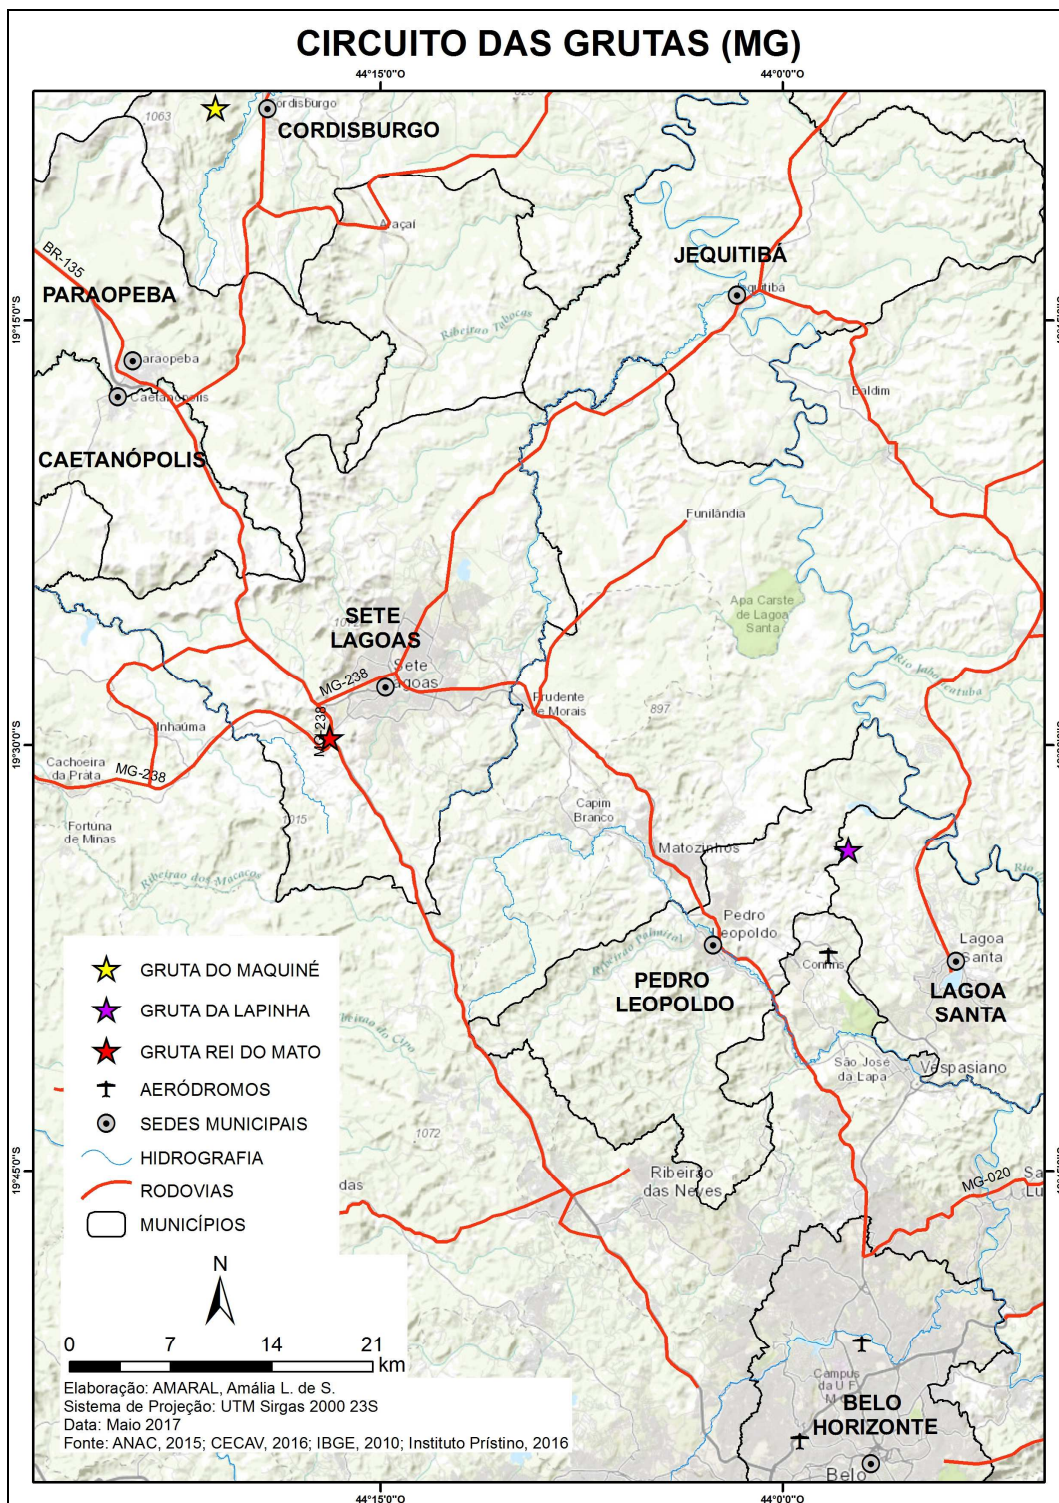 CIRCUITO DAS GRUTAS (MG)
44°15'0"O
44°0'0"O
1063
Cordisburgo
CORDISBURGO
Araçaí
BR-135
JEQUITIBÁ
Jequitibá
PARAOPEBA
19°15'0"S
Ribeirão Tabocas
Paraopeba
Caetanópolis
Baldim
CAETANÓPOLIS
Funilândia
Apa Carste
de Lagoa
Santa
SETE
LAGOAS
Sete
Lagoas
MG-238
Rio Jaboticatuba
Prudente
de Morais
897
MG-238
Inhaúma
19°30'0"S
Cachoeira
da Prata
MG-238
Capim
Branco
1015
Fortuna
de Minas
Matozinhos
Ribeirão dos Macacos
Pedro
Leopoldo
Ribeirão Palmital
Confins
Lagoa
Santa
PEDRO
LEOPOLDO
LAGOA
SANTA
São José
da Lapa
Vespasiano
GRUTA DO MAQUINÉ
GRUTA DA LAPINHA
GRUTA REI DO MATO
AERÓDROMOS
SEDES MUNICIPAIS
HIDROGRAFIA
RODOVIAS
MUNICÍPIOS
1072
19°45'0"S
Ribeirão
das Neves
MG-020
N
0 7 14 21
km
Elaboração: AMARAL, Amália L. de S.
Sistema de Projeção: UTM Sirgas 2000 23S
Data: Maio 2017
Fonte: ANAC, 2015; CECAV, 2016; IBGE, 2010; Instituto Prístino, 2016
Campus
da U F
M G
BELO
HORIZONTE
Belo
44°15'0"O
44°0'0"O